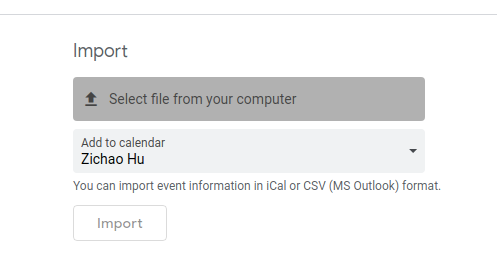 Import
Select file from your computer
Add to calendar
Zichao Hu
You can import event information in iCal or CSV (MS Outlook) format.
Import